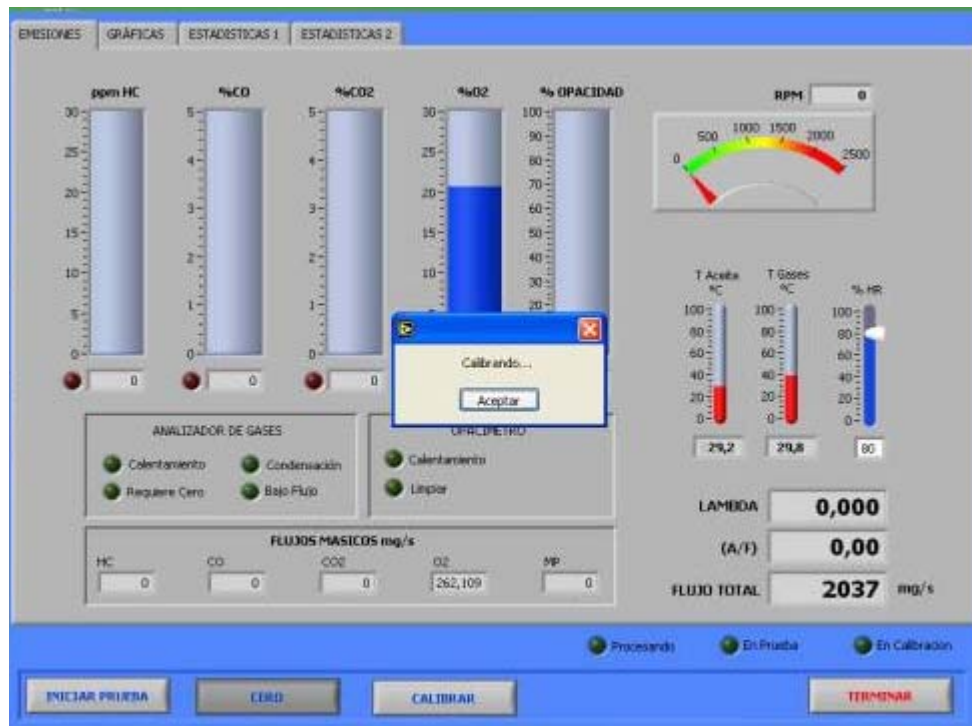 EMISIONES GRÁFICAS ESTADISTICAS 1 ESTADISTICAS 2
ppm HC %CO %CO2 %O2 % OPACIDAD
RPM 0
30 5 5 30 100
90
25 4 4 25 80
70
20 3 3 20 60
15 2 2 15 50
40
10 10 30
5 1 1 20
0 0 0
0 500 1000 1500 2000 2500
T Aceite °C T Gases °C % HR
100 100 100
80 80 80
60 60 60
40 40 40
20 20 20
0 0 0
29,2 29,8 80
0 0 0
Calibrando...
Aceptar
ANALIZADOR DE GASES
Calentamiento Condensación
Requiere Cero Bajo Flujo
OPACIMETRO
Calentamiento
Limpiar
LAMBDA 0,000
(A/F) 0,00
FLUJO TOTAL 2037 mg/s
FLUJOS MASICOS mg/s
HC CO CO2 O2 MP
0 0 0 262,109 0
Procesando En Prueba En Calibracion
INICIAR PRUEBA CERO CALIBRAR TERMINAR